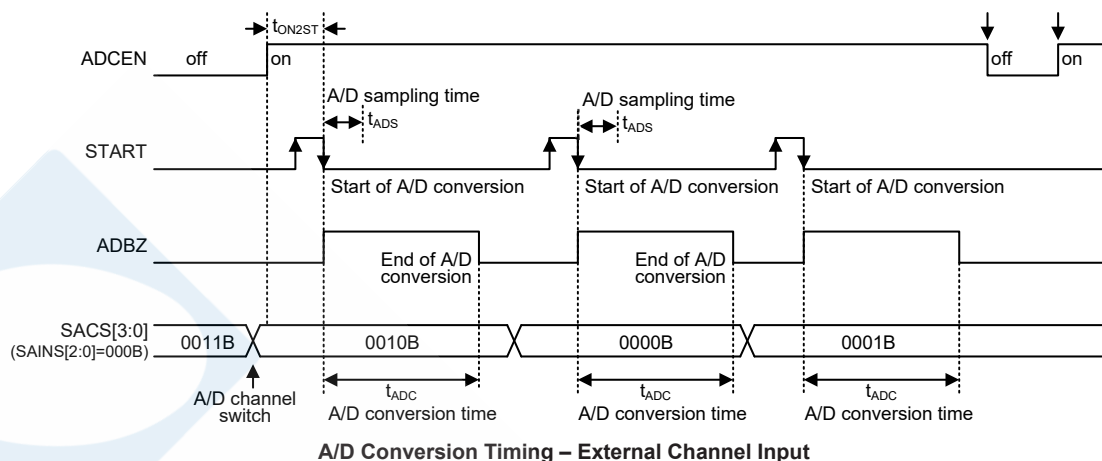 tON2ST
ADCEN off on off on
A/D sampling time A/D sampling time
tADS tADS
START
Start of A/D conversion Start of A/D conversion Start of A/D conversion
ADBZ
End of A/D conversion End of A/D conversion
SACS[3:0]
(SAINS[2:0]=000B)
0011B 0010B 0000B 0001B
A/D channel
switch
tADC tADC tADC
A/D conversion time A/D conversion time A/D conversion time
A/D Conversion Timing – External Channel Input